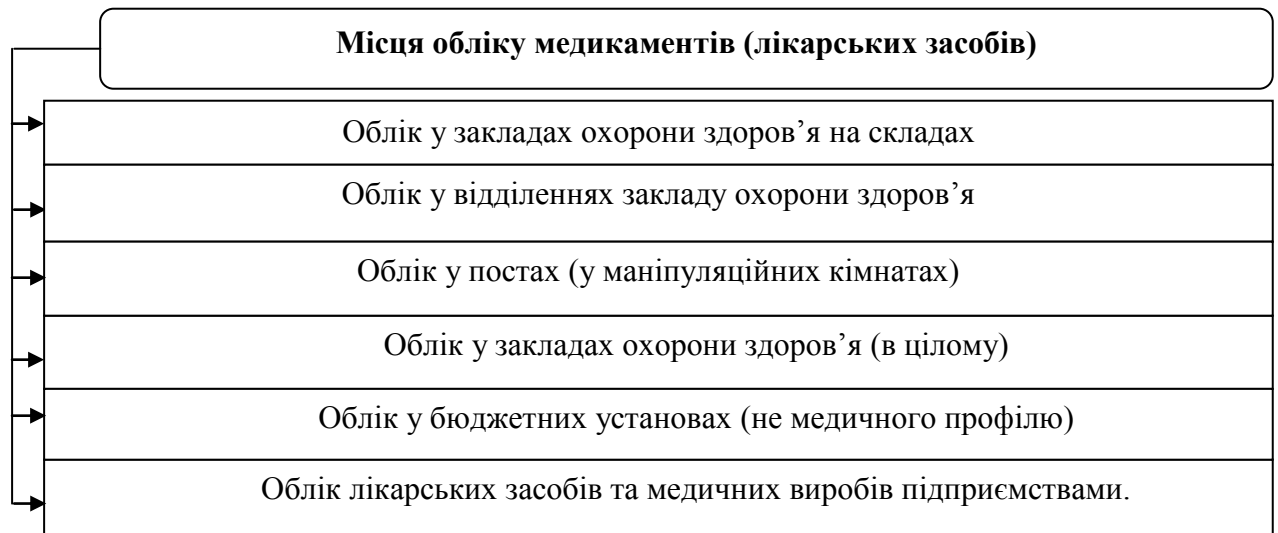 Місця обліку медикаментів (лікарських засобів)
Облік у закладах охорони здоров’я на складах
Облік у відділеннях закладу охорони здоров’я
Облік у постах (у маніпуляційних кімнатах)
Облік у закладах охорони здоров’я (в цілому)
Облік у бюджетних установах (не медичного профілю)
Облік лікарських засобів та медичних виробів підприємствами.